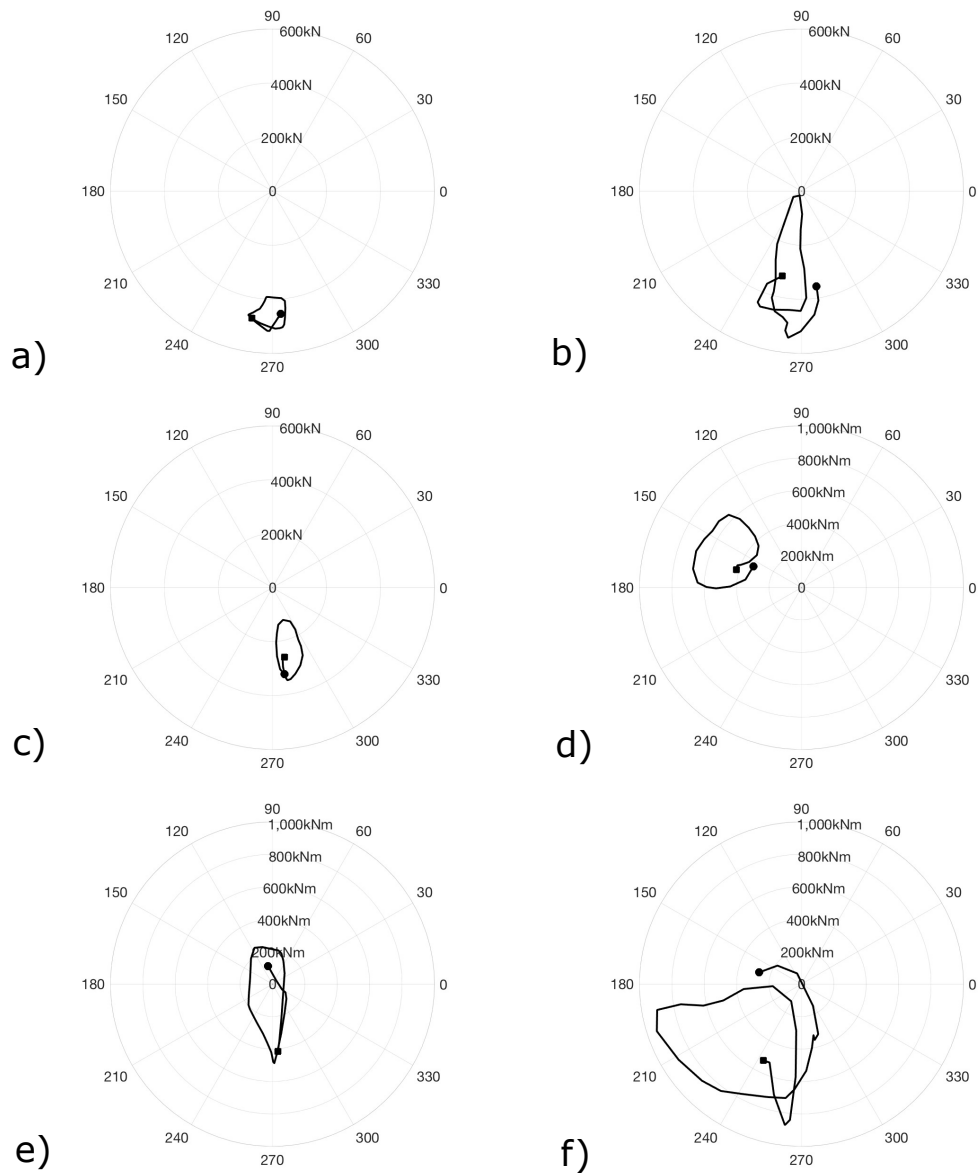 90 90
120 600kN 60 120 600kN 60
150 400kN 30 150 400kN 30
200kN 200kN
180 0 0 180 0 0
210 330 210 330
a) 240 300 b) 240 300
270 270
90 90
120 600kN 60 120 1,000kNm 60
800kNm
150 400kN 30 150 600kNm 30
400kNm
200kN 200kNm
180 0 0 180 0 0
210 330 210 330
c) 240 300 d) 240 300
270 270
90 90
120 1,000kNm 60 120 1,000kNm 60
800kNm 800kNm
150 600kNm 30 150 600kNm 30
400kNm 400kNm
200kNm 200kNm
180 0 0 180 0 0
210 330 210 330
e) 240 300 f) 240 300
270 270